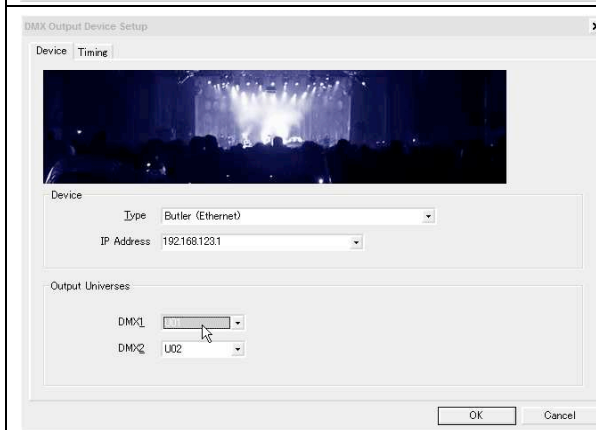 DMX Output Device Setup
Device Timing
Device
Type Butler (Ethernet)
IP Address 192.168.123.1
Output Universes
DMX1 U01
DMX2 U02
OK Cancel